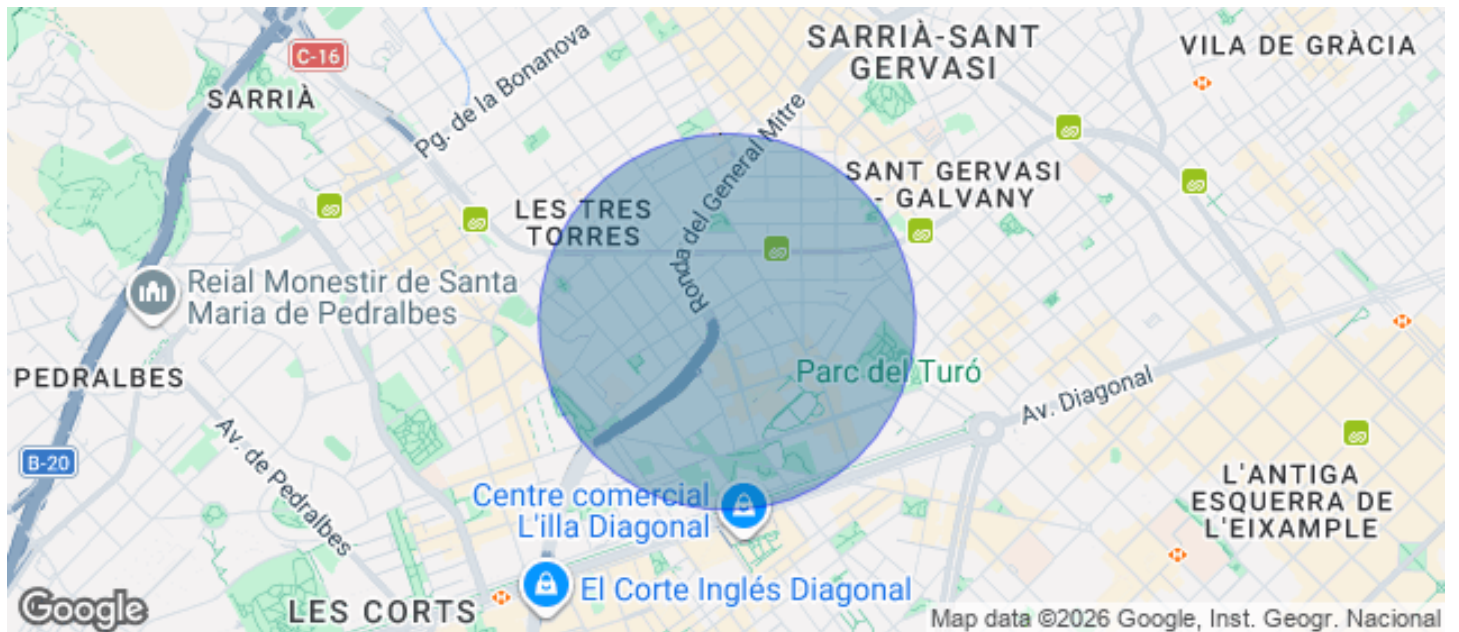 SARRIÀ-SANT
GERVASI
VILA DE GRÀCIA
C-16
SARRIÀ
Pg. de la Bonanova
Ronda del General Mitre
SANT GERVASI
- GALVANY
LES TRES
TORRES
Reial Monestir de Santa
Maria de Pedralbes
PEDRALBES
Parc del Turó
Av. Diagonal
B-20
Av. de Pedralbes
L'ANTIGA
ESQUERRA DE
L'EIXAMPLE
Centre comercial
L'illa Diagonal
El Corte Inglés Diagonal
LES CORTS
Google
Map data ©2026 Google, Inst. Geogr. Nacional